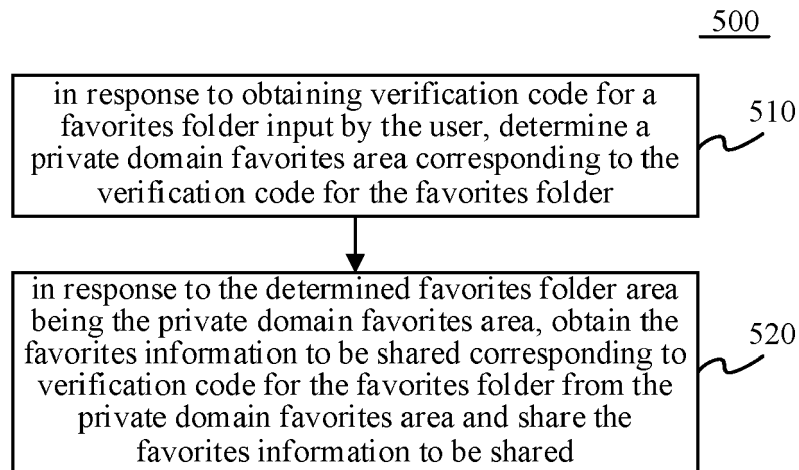 500
in response to obtaining verification code for a
favorites folder input by the user, determine a
private domain favorites area corresponding to the
verification code for the favorites folder
510
in response to the determined favorites folder area
being the private domain favorites area, obtain the
favorites information to be shared corresponding to
verification code for the favorites folder from the
private domain favorites area and share the
favorites information to be shared
520